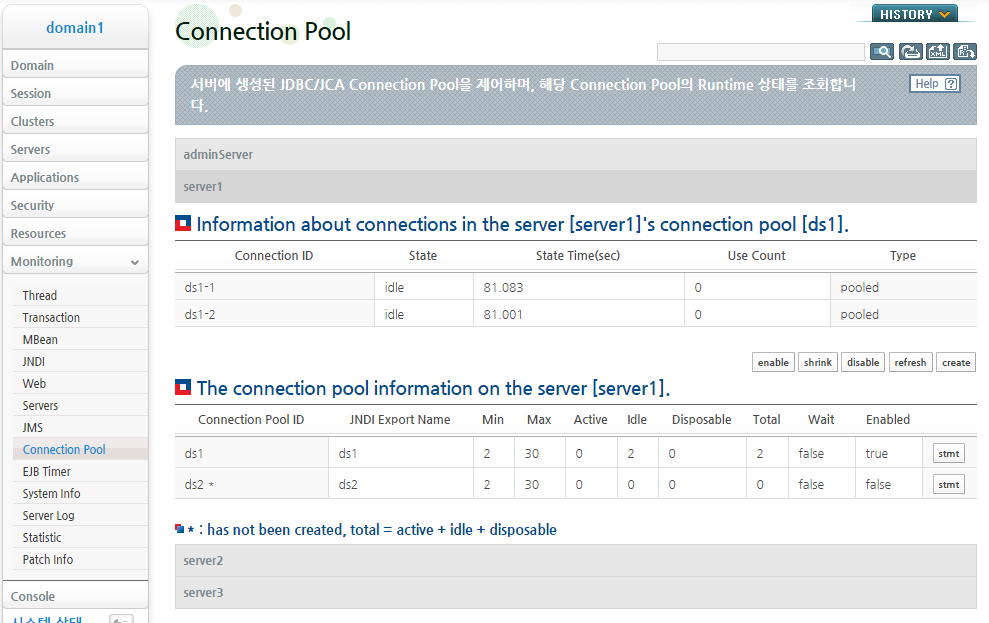 domain1
Domain
Session
Clusters
Servers
Applications
Security
Resources
Monitoring
Thread
Transaction
MBean
JNDI
Web
Servers
JMS
Connection Pool
EJB Timer
System Info
Server Log
Statistic
Patch Info
Console
시스템 상태
HISTORY
Connection Pool
XML
서버에 생성된 JDBC/JCA Connection Pool을 제어하며, 해당 Connection Pool의 Runtime 상태를 조회합니
다.
Help ?
adminServer
server1
Information about connections in the server [server1]'s connection pool [ds1].
Connection ID State State Time(sec) Use Count Type
ds1-1 idle 81.083 0 pooled
ds1-2 idle 81.001 0 pooled
enable shrink disable refresh create
The connection pool information on the server [server1].
Connection Pool ID JNDI Export Name Min Max Active Idle Disposable Total Wait Enabled
ds1 ds1 2 30 0 2 0 2 false true stmt
ds2 * ds2 2 30 0 0 0 0 false false stmt
* : has not been created, total = active + idle + disposable
server2
server3